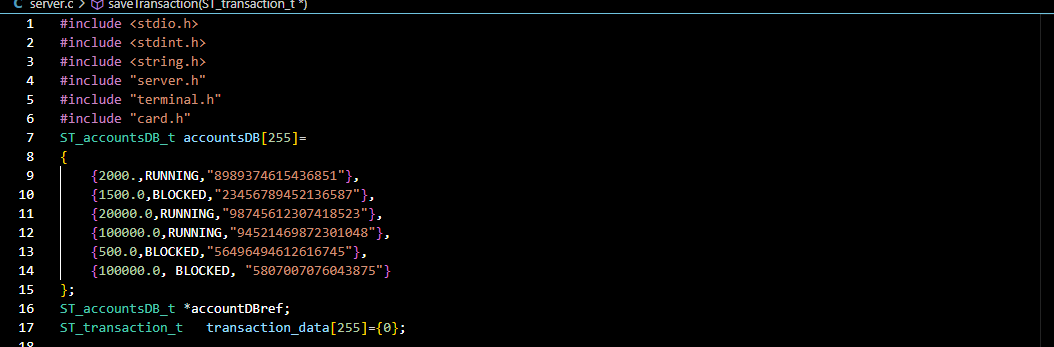 server.c > saveTransaction(ST_transaction_t *)
1 #include <stdio.h>
2 #include <stdint.h>
3 #include <string.h>
4 #include "server.h"
5 #include "terminal.h"
6 #include "card.h"
7 ST_accountsDB_t accountsDB[255]=
8 {
9 {2000.,RUNNING,"8989374615436851"},
10 {1500.0,BLOCKED,"23456789452136587"},
11 {20000.0,RUNNING,"98745612307418523"},
12 {100000.0,RUNNING,"94521469872301048"},
13 {500.0,BLOCKED,"56496494612616745"},
14 {100000.0, BLOCKED, "5807007076043875"}
15 };
16 ST_accountsDB_t *accountDBref;
17 ST_transaction_t transaction_data[255]={0};
18